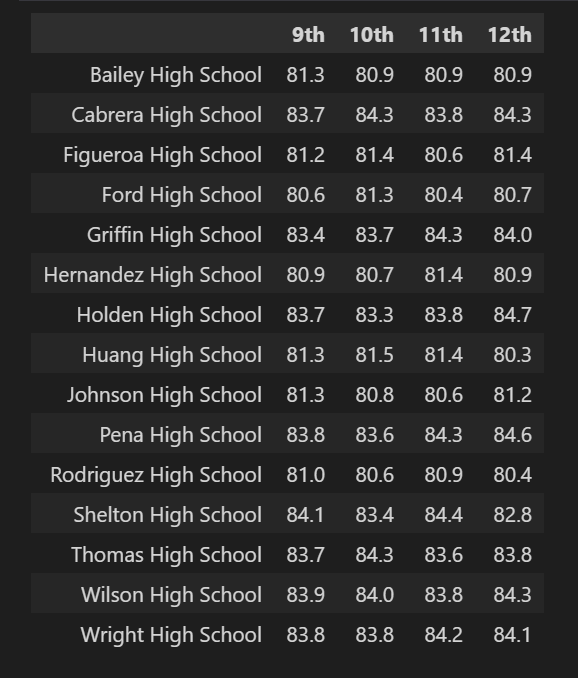 9th 10th 11th 12th
Bailey High School 81.3 80.9 80.9 80.9
Cabrera High School 83.7 84.3 83.8 84.3
Figueroa High School 81.2 81.4 80.6 81.4
Ford High School 80.6 81.3 80.4 80.7
Griffin High School 83.4 83.7 84.3 84.0
Hernandez High School 80.9 80.7 81.4 80.9
Holden High School 83.7 83.3 83.8 84.7
Huang High School 81.3 81.5 81.4 80.3
Johnson High School 81.3 80.8 80.6 81.2
Pena High School 83.8 83.6 84.3 84.6
Rodriguez High School 81.0 80.6 80.9 80.4
Shelton High School 84.1 83.4 84.4 82.8
Thomas High School 83.7 84.3 83.6 83.8
Wilson High School 83.9 84.0 83.8 84.3
Wright High School 83.8 83.8 84.2 84.1